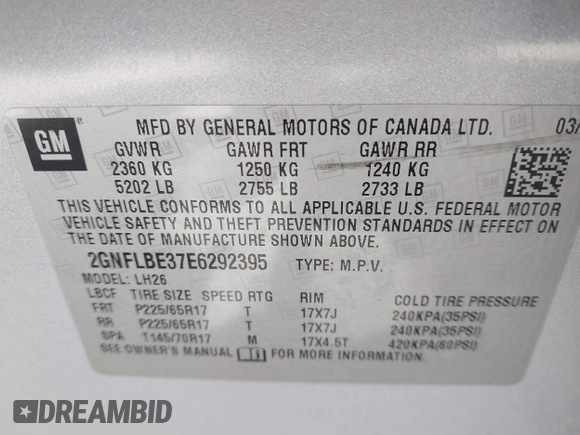 GM
MFD BY GENERAL MOTORS OF CANADA LTD. 03/
GVWR GAWR FRT GAWR RR
2360 KG 1250 KG 1240 KG
5202 LB 2755 LB 2733 LB
THIS VEHICLE CONFORMS TO ALL APPLICABLE U.S. FEDERAL MOTOR
VEHICLE SAFETY AND THEFT PREVENTION STANDARDS IN EFFECT ON
THE DATE OF MANUFACTURE SHOWN ABOVE.
2GNFLBE37E6292395 TYPE: M.P.V.
MODEL: LH26
LBCF TIRE SIZE SPEED RTG RIM COLD TIRE PRESSURE
FRT P225/65R17 T 17X7J 240KPA(35PSI)
RR P225/65R17 T 17X7J 240KPA(35PSI)
SPA T145/70R17 M 17X4.5T 420KPA(60PSI)
SEE OWNER'S MANUAL FOR MORE INFORMATION.
DREAMBID